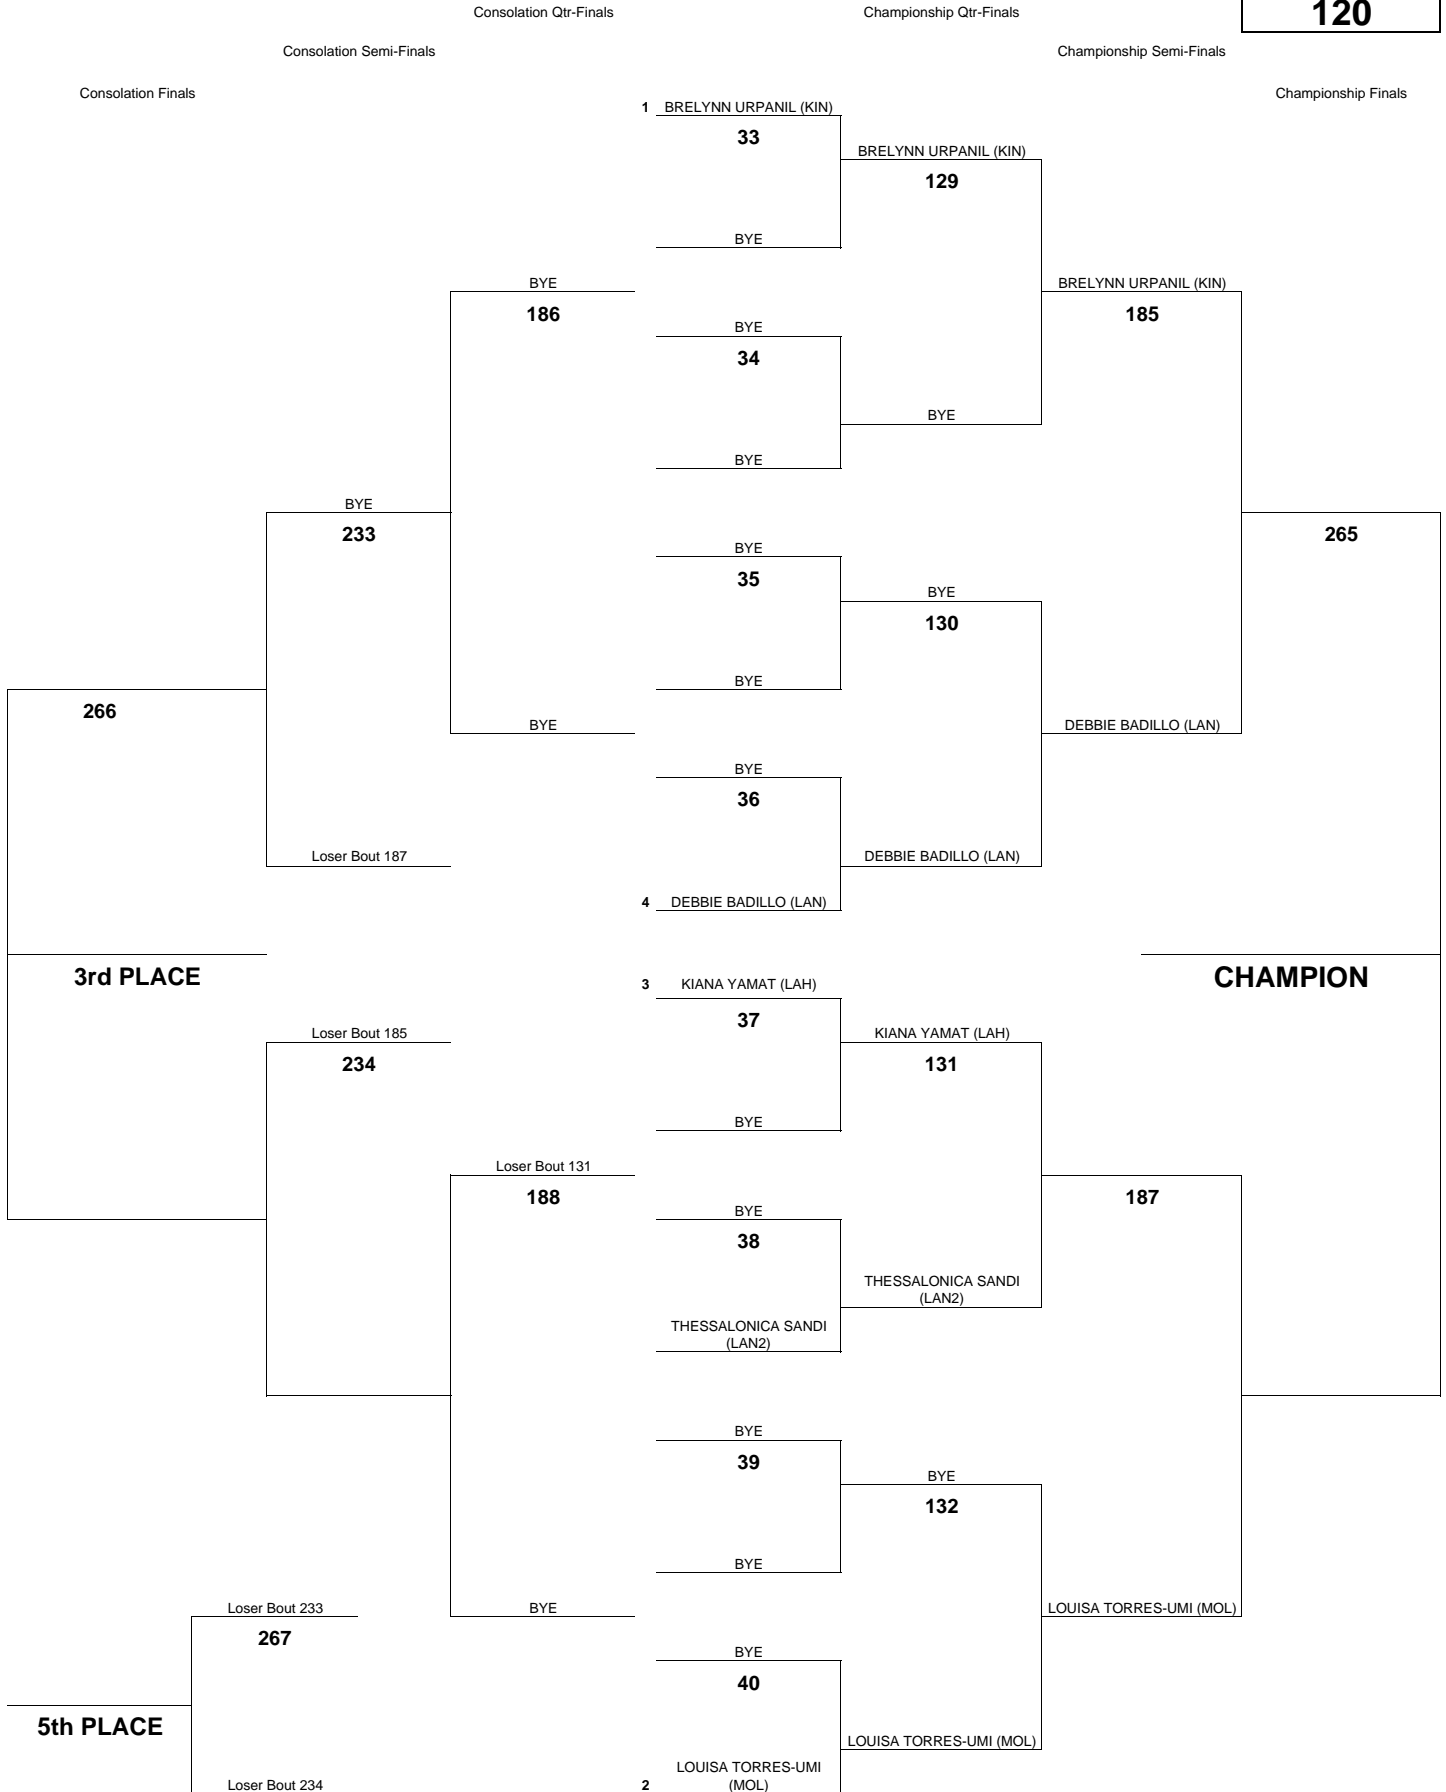 Consolation Qtr-Finals
Championship Qtr-Finals
120
Consolation Semi-Finals
Championship Semi-Finals
Consolation Finals
Championship Finals
1 BRELYNN URPANIL (KIN)
33
BRELYNN URPANIL (KIN)
129
BYE
BYE
BRELYNN URPANIL (KIN)
186
185
BYE
34
BYE
BYE
BYE
233
265
BYE
35
BYE
130
BYE
266
BYE
DEBBIE BADILLO (LAN)
BYE
36
Loser Bout 187
DEBBIE BADILLO (LAN)
4 DEBBIE BADILLO (LAN)
3rd PLACE
CHAMPION
3 KIANA YAMAT (LAH)
37
Loser Bout 185
KIANA YAMAT (LAH)
234
131
BYE
Loser Bout 131
188
187
BYE
38
THESSALONICA SANDI
(LAN2)
THESSALONICA SANDI
(LAN2)
BYE
39
BYE
132
BYE
Loser Bout 233
BYE
LOUISA TORRES-UMI (MOL)
267
BYE
40
5th PLACE
LOUISA TORRES-UMI (MOL)
LOUISA TORRES-UMI
(MOL)
Loser Bout 234
2